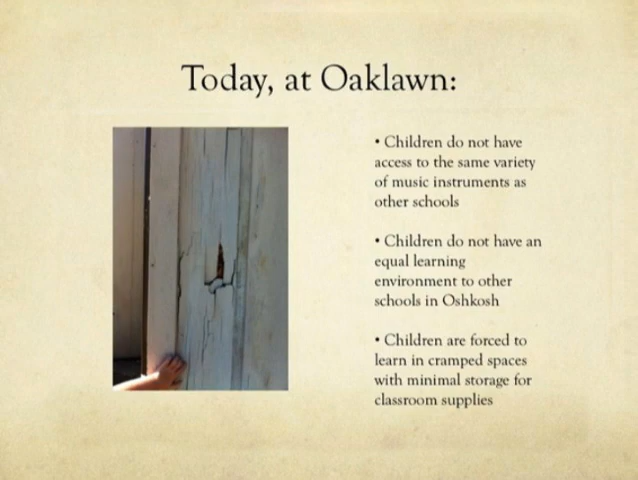 Today, at Oaklawn:
• Children do not have
access to the same variety
of music instruments as
other schools
• Children do not have an
equal learning
environment to other
schools in Oshkosh
• Children are forced to
learn in cramped spaces
with minimal storage for
classroom supplies